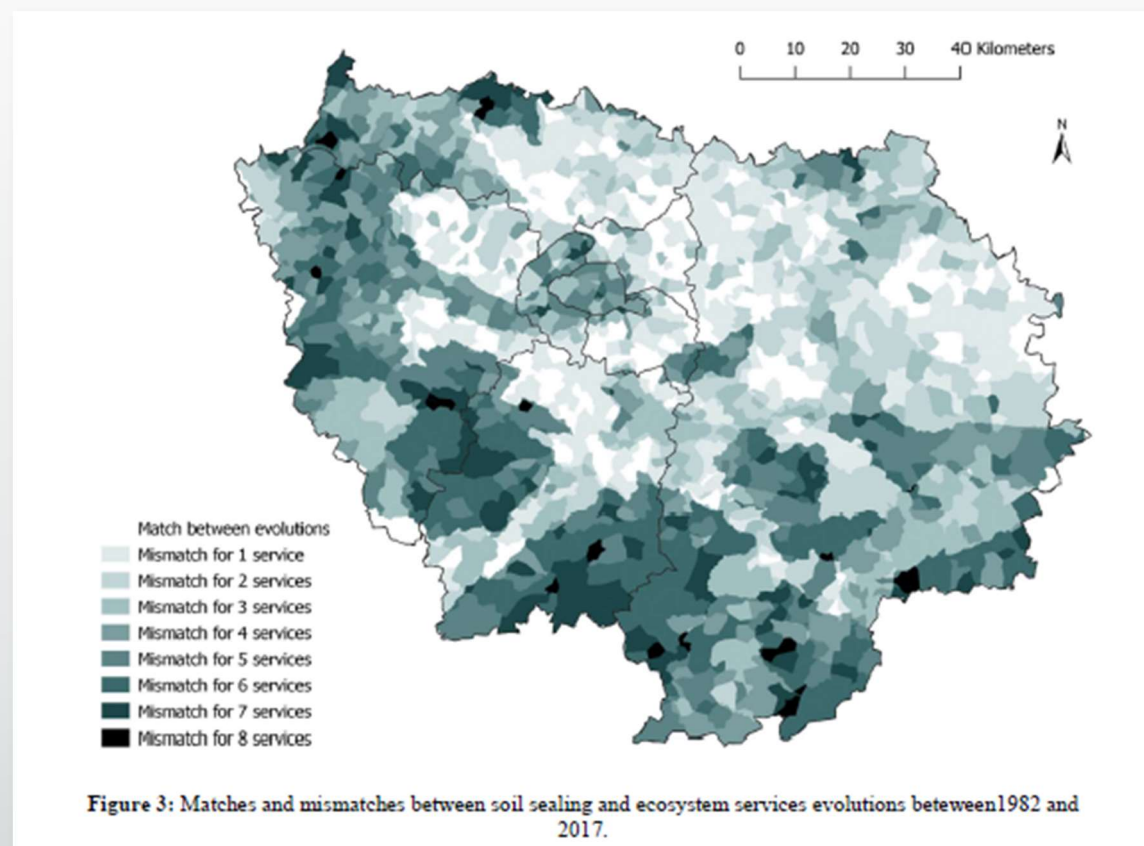 0 10 20 30 40 Kilometers
N
Match between evolutions
Mismatch for 1 service
Mismatch for 2 services
Mismatch for 3 services
Mismatch for 4 services
Mismatch for 5 services
Mismatch for 6 services
Mismatch for 7 services
Mismatch for 8 services
Figure 3: Matches and mismatches between soil sealing and ecosystem services evolutions beteween1982 and
2017.